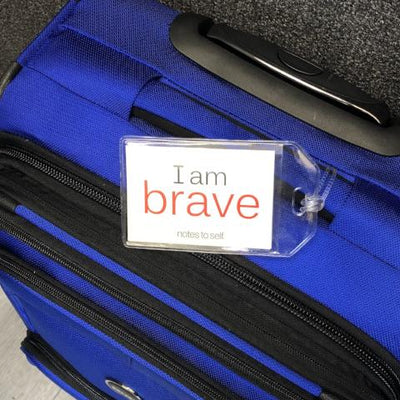 I am
brave
notes to self